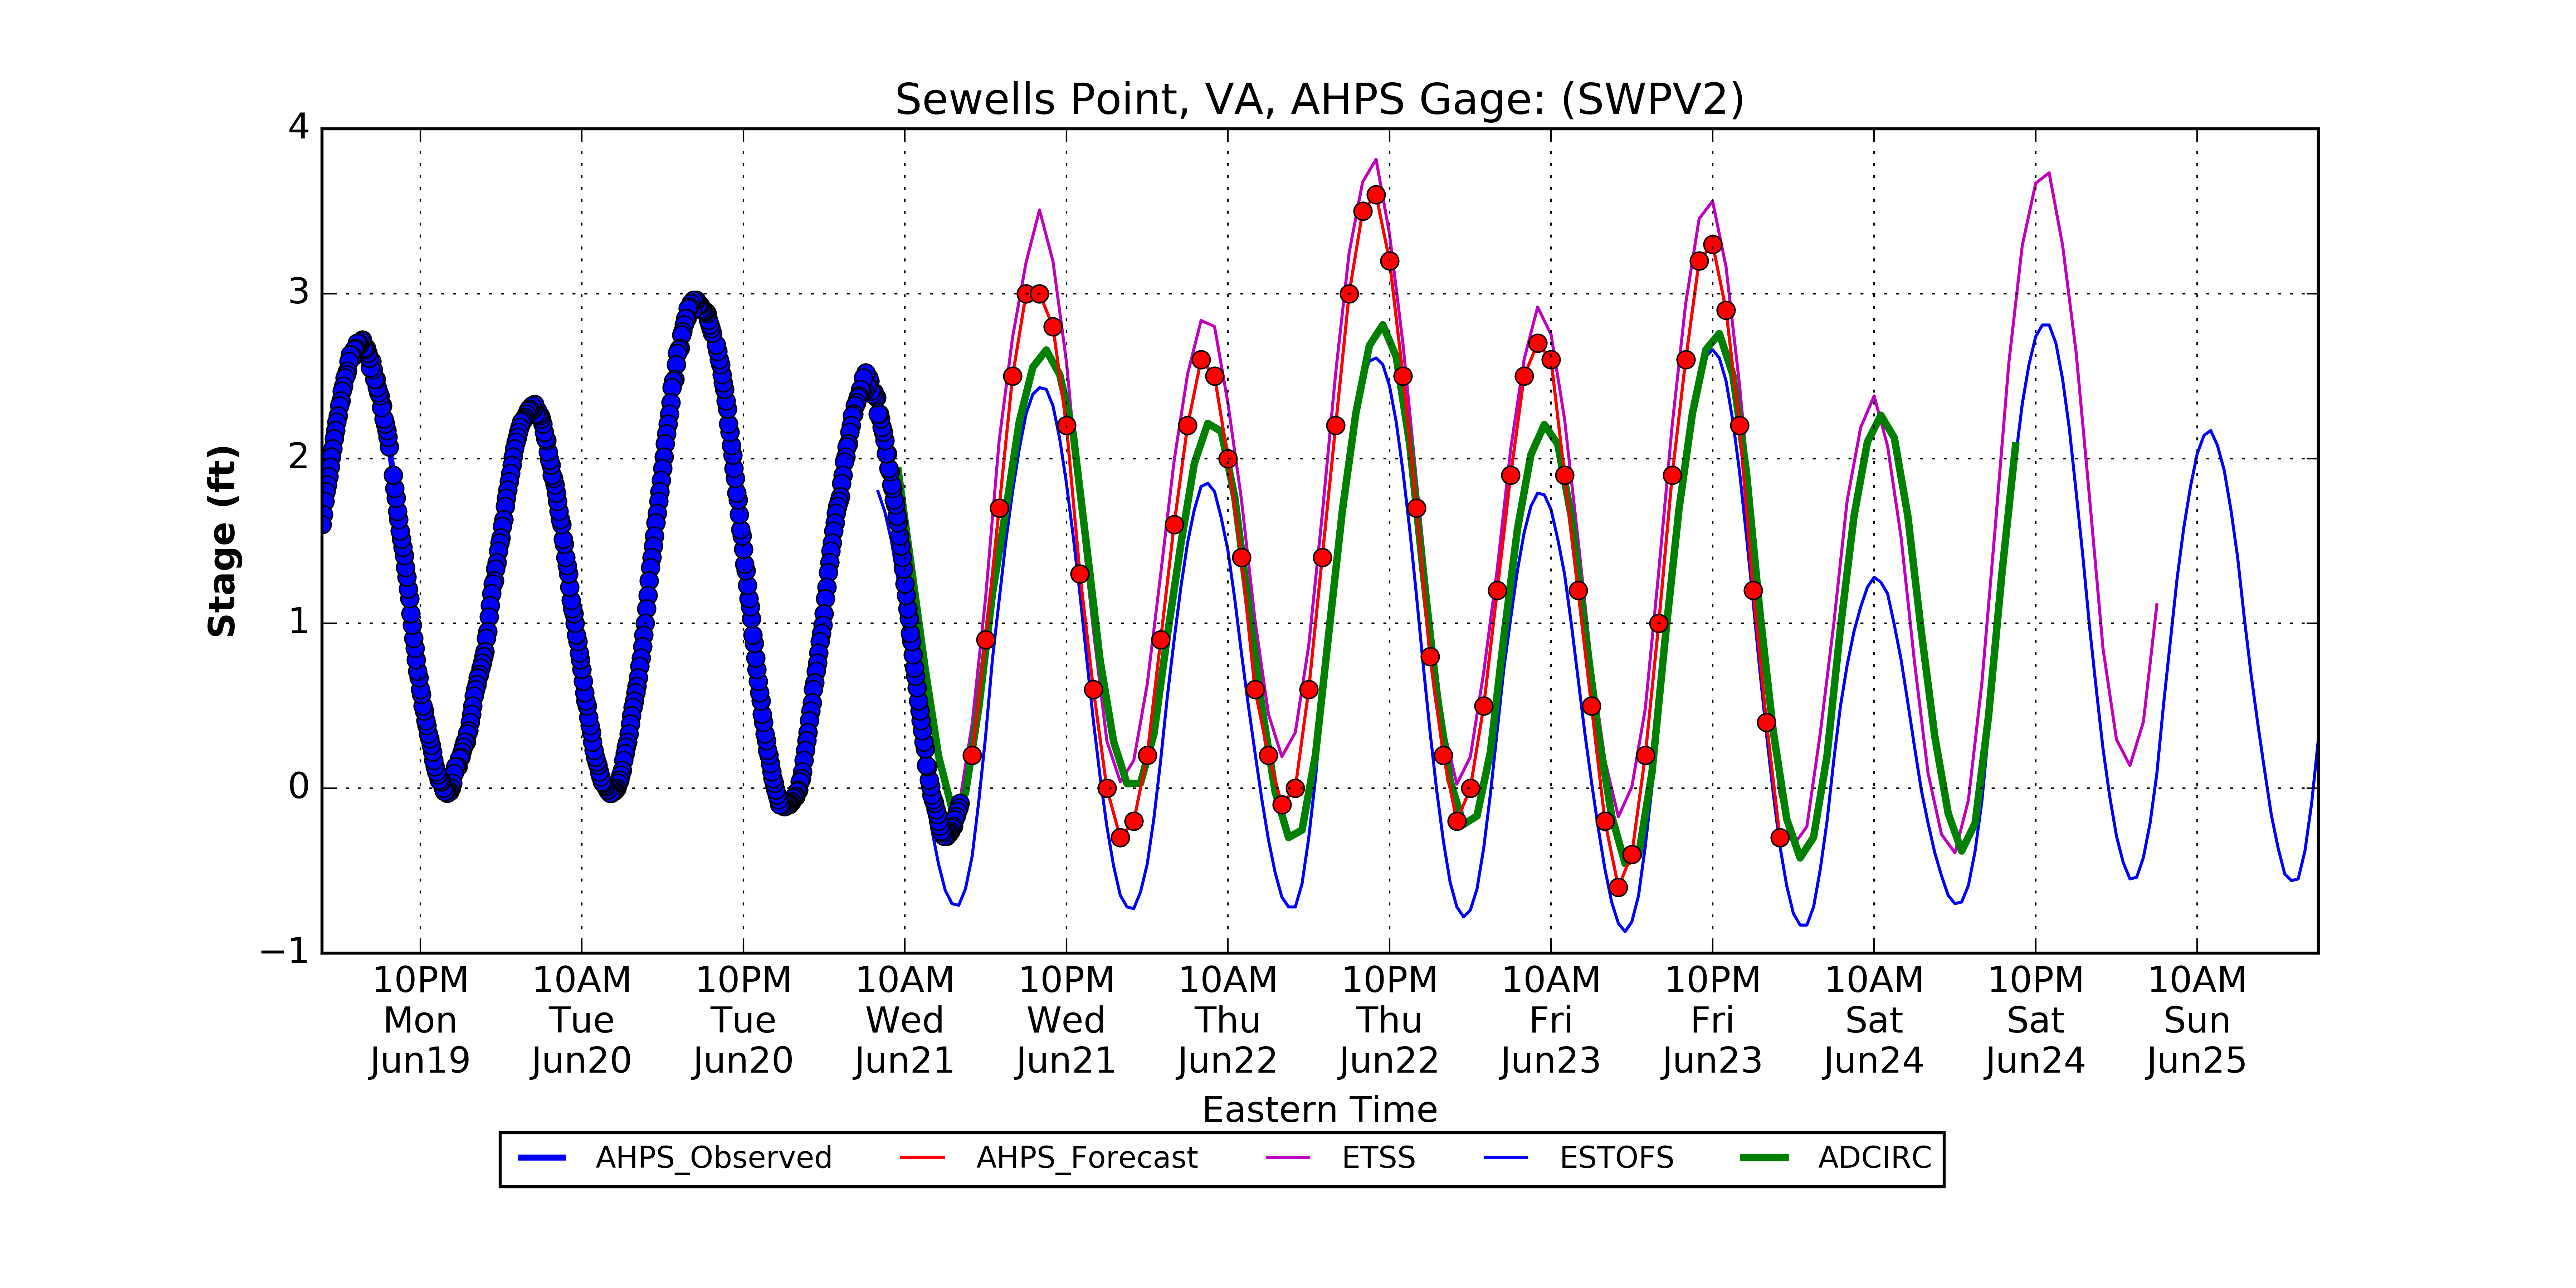 Sewells Point, VA, AHPS Gage: (SWPV2)
4
3
2
1
0
−1
Stage (ft)
10PM 10AM 10PM 10AM 10PM 10AM 10PM 10AM 10PM 10AM 10PM 10AM
Mon Tue Tue Wed Wed Thu Thu Fri Fri Sat Sat Sun
Jun19 Jun20 Jun20 Jun21 Jun21 Jun22 Jun22 Jun23 Jun23 Jun24 Jun24 Jun25
Eastern Time
AHPS_Observed AHPS_Forecast ETSS ESTOFS ADCIRC